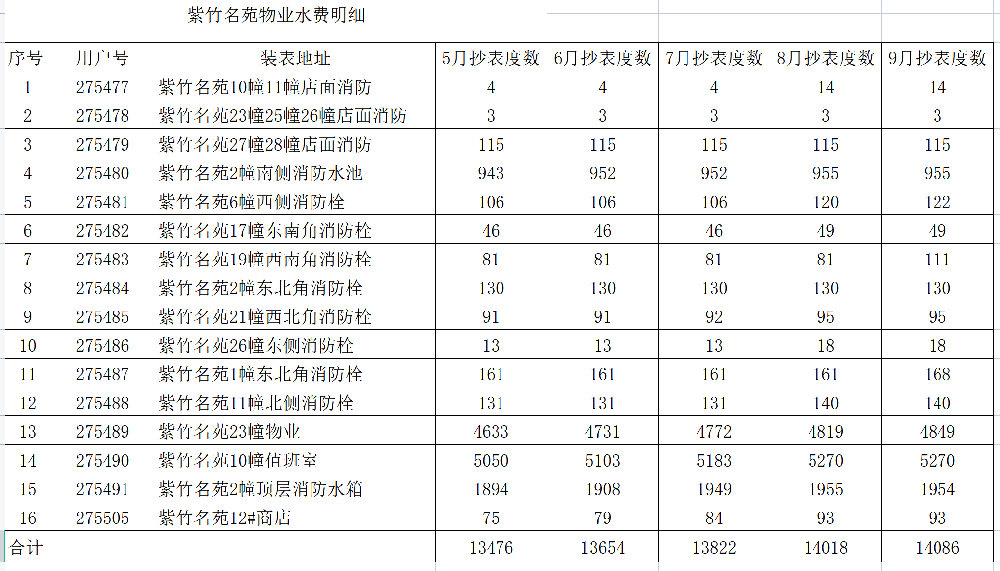 紫竹名苑物业水费明细
序号 用户号 装表地址 5月抄表度数 6月抄表度数 7月抄表度数 8月抄表度数 9月抄表度数
1 275477 紫竹名苑10幢11幢店面消防 4 4 4 14 14
2 275478 紫竹名苑23幢25幢26幢店面消防 3 3 3 3 3
3 275479 紫竹名苑27幢28幢店面消防 115 115 115 115 115
4 275480 紫竹名苑2幢南侧消防水池 943 952 952 955 955
5 275481 紫竹名苑6幢西侧消防栓 106 106 106 120 122
6 275482 紫竹名苑17幢东南角消防栓 46 46 46 49 49
7 275483 紫竹名苑19幢西南角消防栓 81 81 81 81 111
8 275484 紫竹名苑2幢东北角消防栓 130 130 130 130 130
9 275485 紫竹名苑21幢西北角消防栓 91 91 92 95 95
10 275486 紫竹名苑26幢东侧消防栓 13 13 13 18 18
11 275487 紫竹名苑1幢东北角消防栓 161 161 161 161 168
12 275488 紫竹名苑11幢北侧消防栓 131 131 131 140 140
13 275489 紫竹名苑23幢物业 4633 4731 4772 4819 4849
14 275490 紫竹名苑10幢值班室 5050 5103 5183 5270 5270
15 275491 紫竹名苑2幢顶层消防水箱 1894 1908 1949 1955 1954
16 275505 紫竹名苑12#商店 75 79 84 93 93
合计 13476 13654 13822 14018 14086